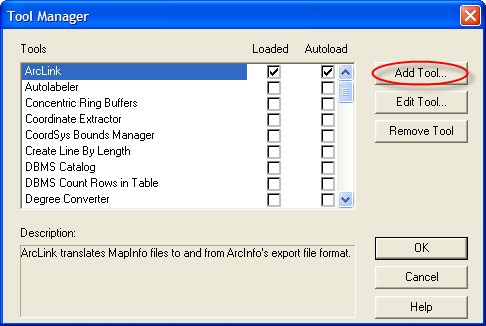 Tool Manager
Tools Loaded Autoload
ArcLink
Autolabeler
Concentric Ring Buffers
Coordinate Extractor
CoordSys Bounds Manager
Create Line By Length
DBMS Catalog
DBMS Count Rows in Table
Degree Converter
Add Tool...
Edit Tool...
Remove Tool
Description:
ArcLink translates MapInfo files to and from ArcInfo's export file format.
OK
Cancel
Help